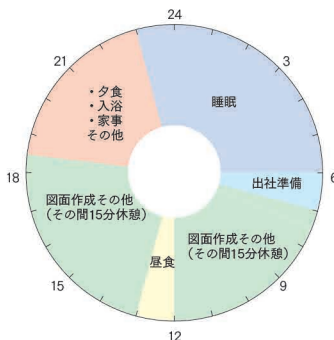 24
3
6
9
12
15
18
21
睡眠
出社準備
図面作成その他
（その間15分休憩）
昼食
図面作成その他
（その間15分休憩）
・夕食
・入浴
・家事
その他